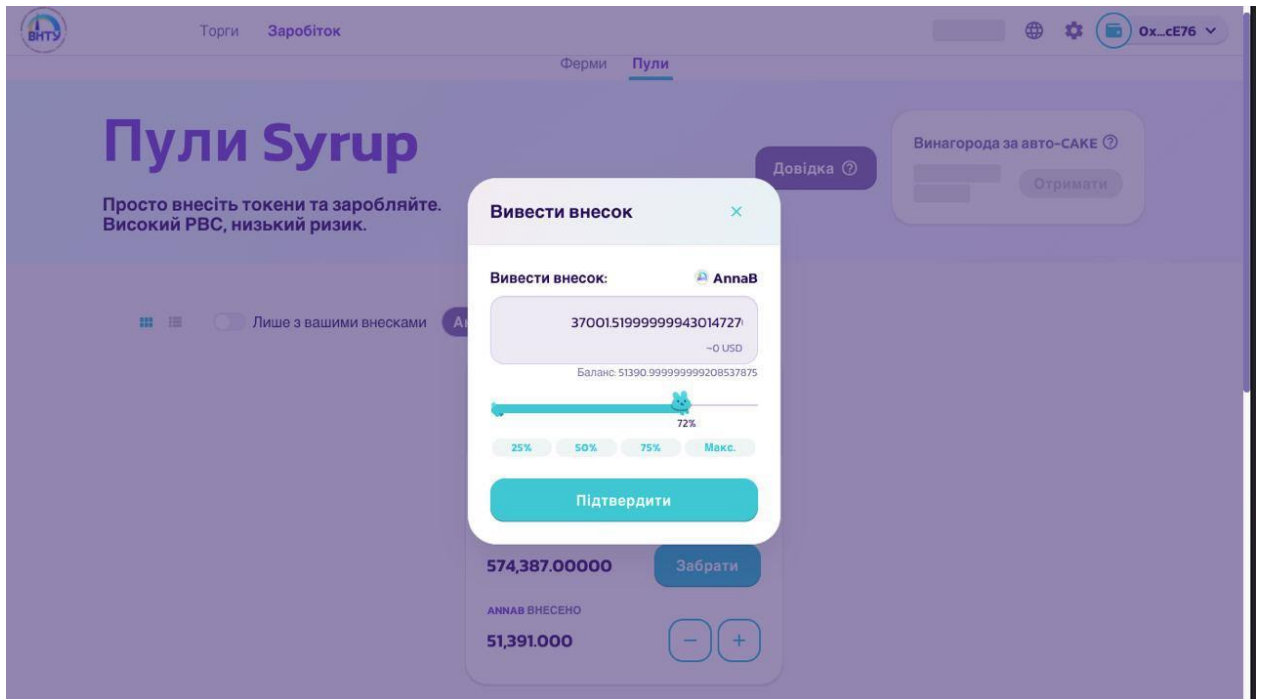 ВНТУ
Торги
Заробіток
0x...cE76
Ферми
Пули
Пули Syrup
Просто внесіть токени та заробляйте.
Високий РВС, низький ризик.
Довідка
Винагорода за авто-CAKE
Отримати
Лише з вашими внесками
Вивести внесок
Вивести внесок:
AnnaB
37001.51999999943014727
~0 USD
Баланс: 51390.999999999208537875
72%
25%
50%
75%
Макс.
Підтвердити
574,387.00000
Забрати
ANNAB ВНЕСЕНО
51,391.000